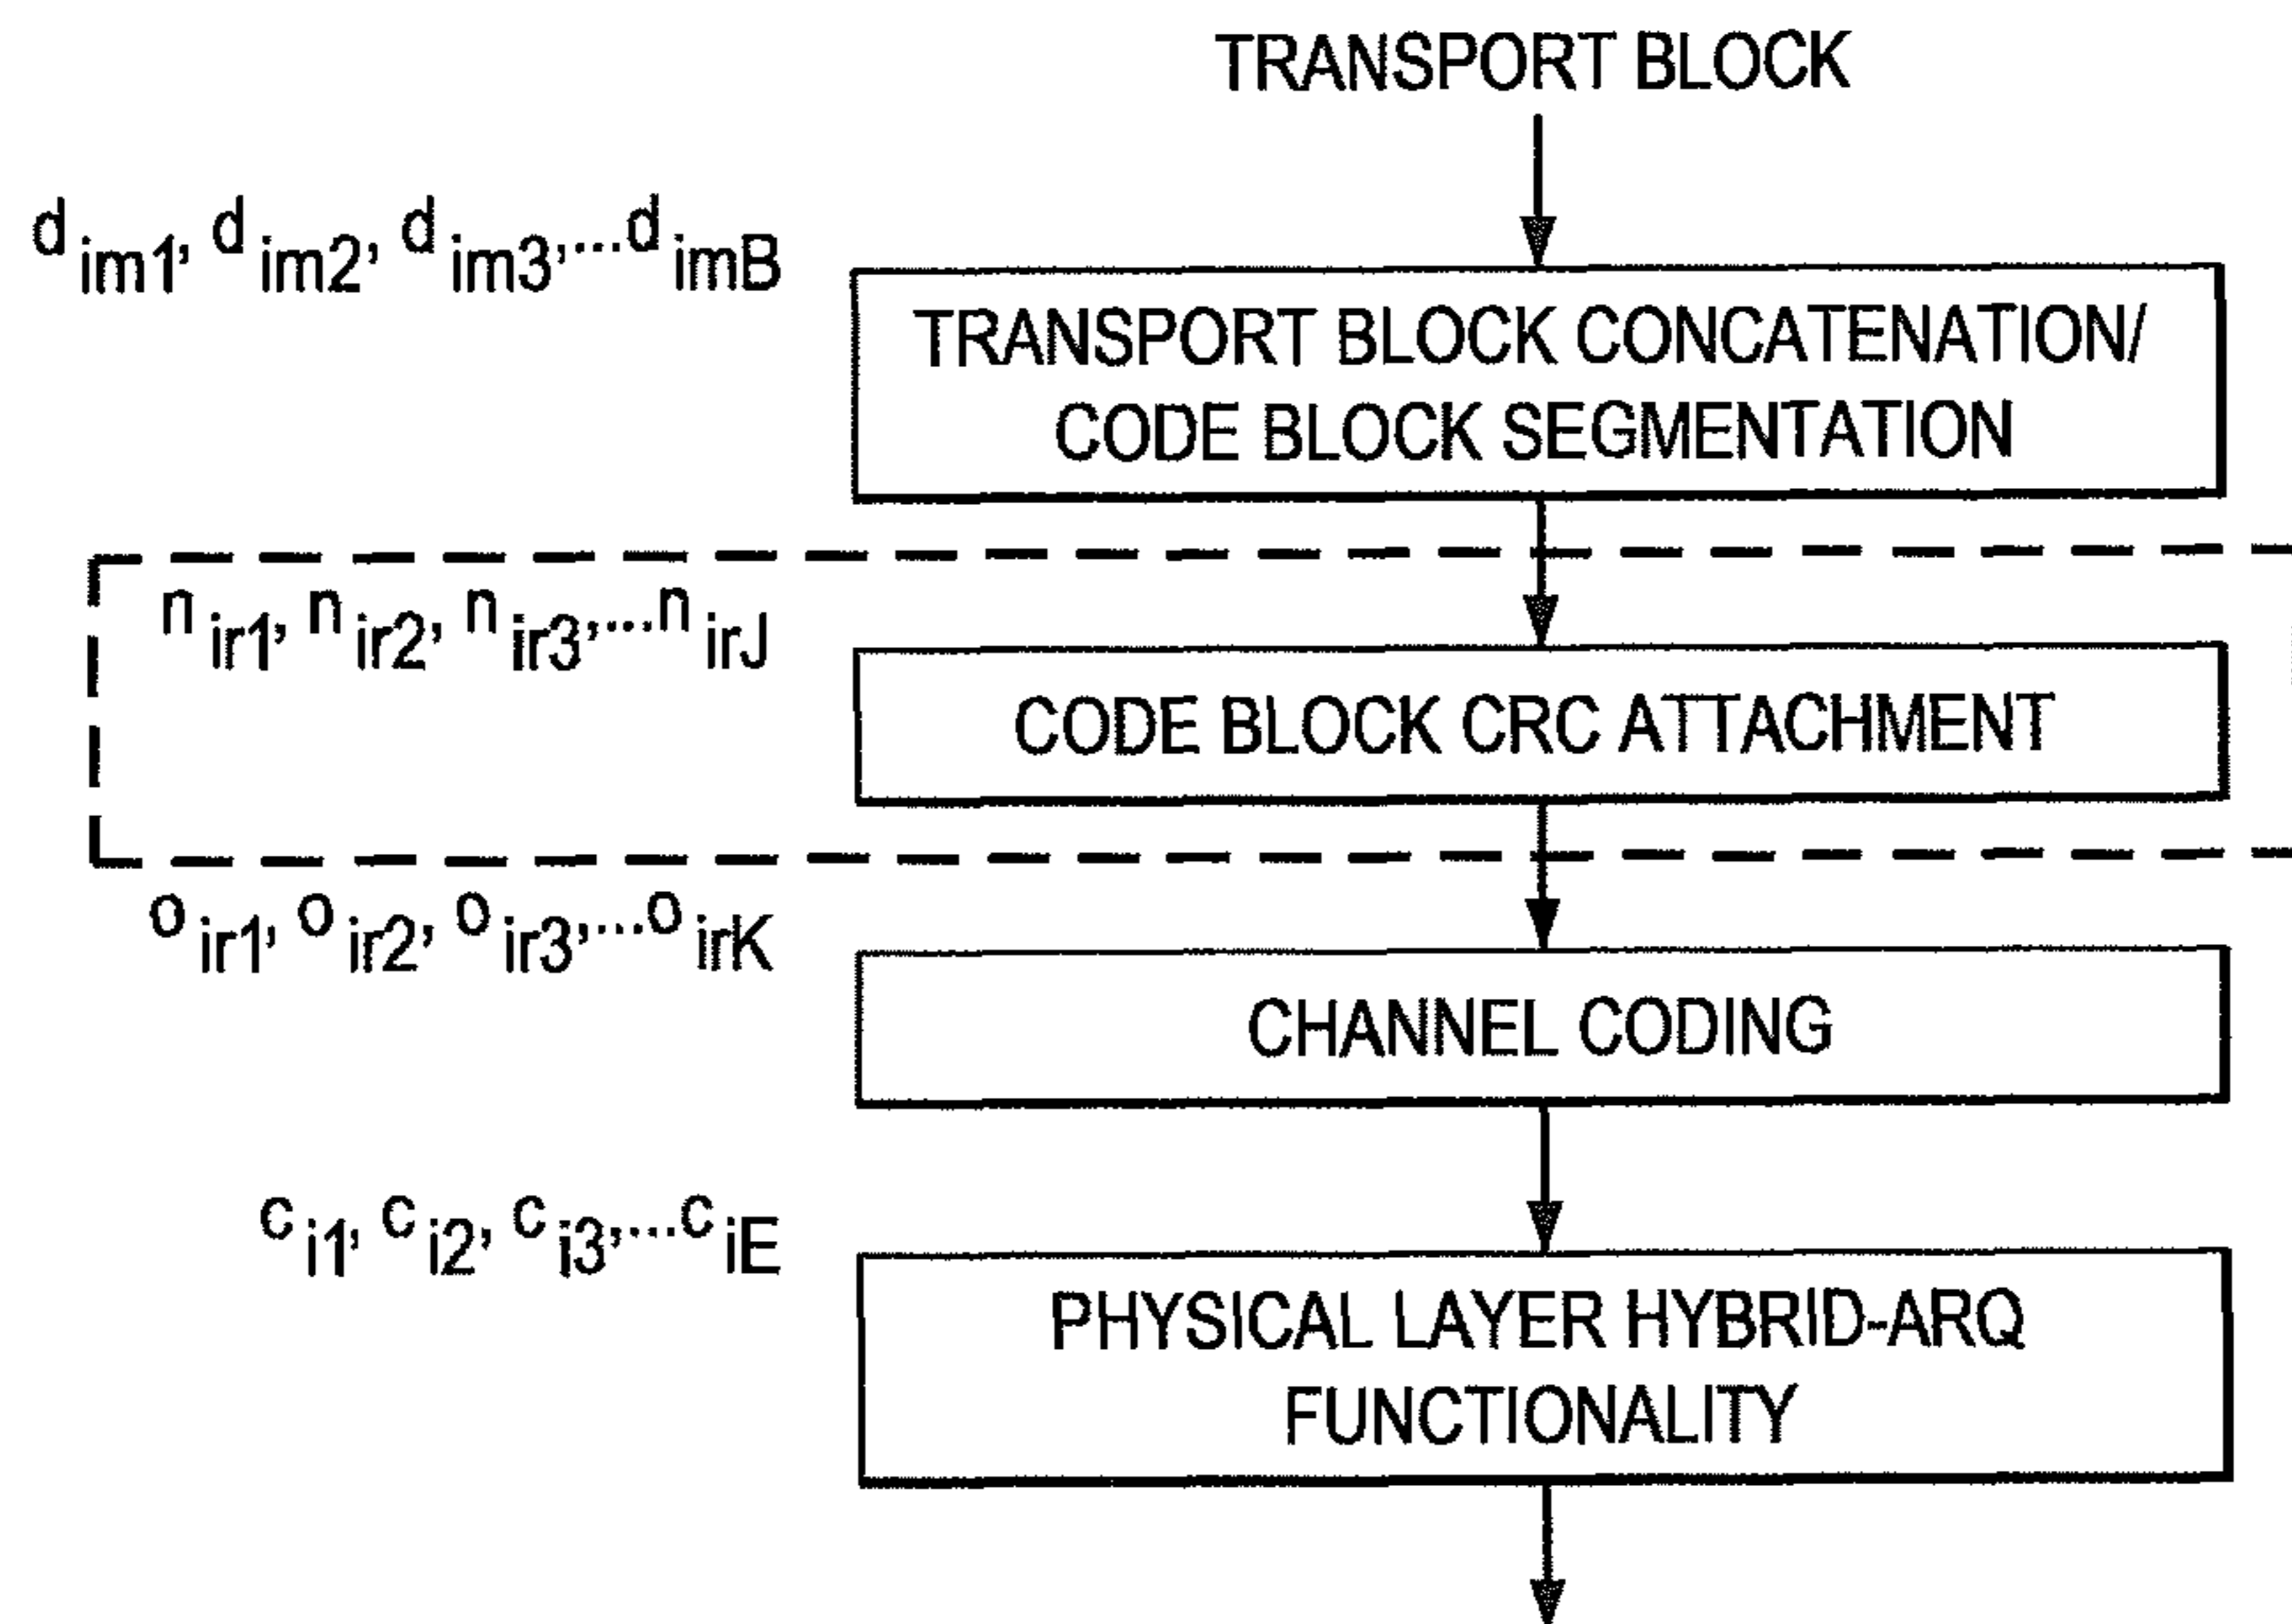 TRANSPORT BLOCK
d im1, d im2, d im3,...d imB
TRANSPORT BLOCK CONCATENATION/
CODE BLOCK SEGMENTATION
n ir1, n ir2, n ir3,...n irJ
CODE BLOCK CRC ATTACHMENT
o ir1, o ir2, o ir3,...o irK
CHANNEL CODING
c i1, c i2, c i3,...c iE
PHYSICAL LAYER HYBRID-ARQ
FUNCTIONALITY